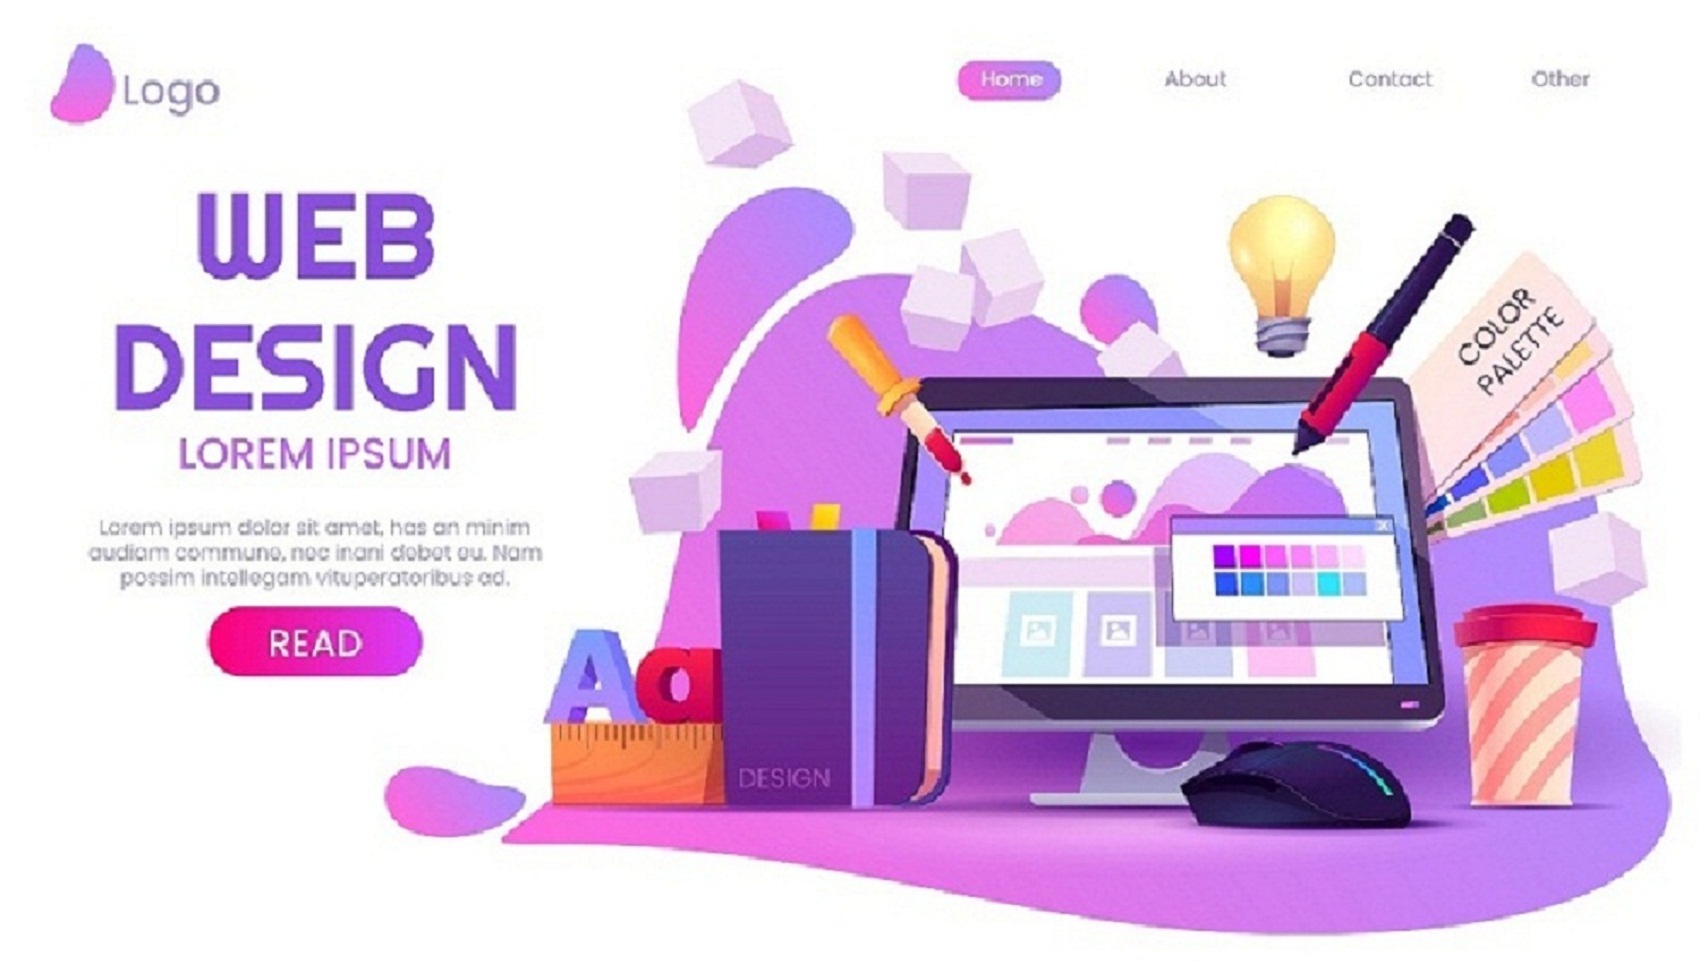 Logo
Home About Contact Other
WEB
DESIGN
LOREM IPSUM
Lorem ipsum dolor sit amet, has an minim
audiam commune, nec inani debet eu. Nam
possim intellegam vituperatoribus ad.
READ
COLOR
PALETTE
Aa
DESIGN